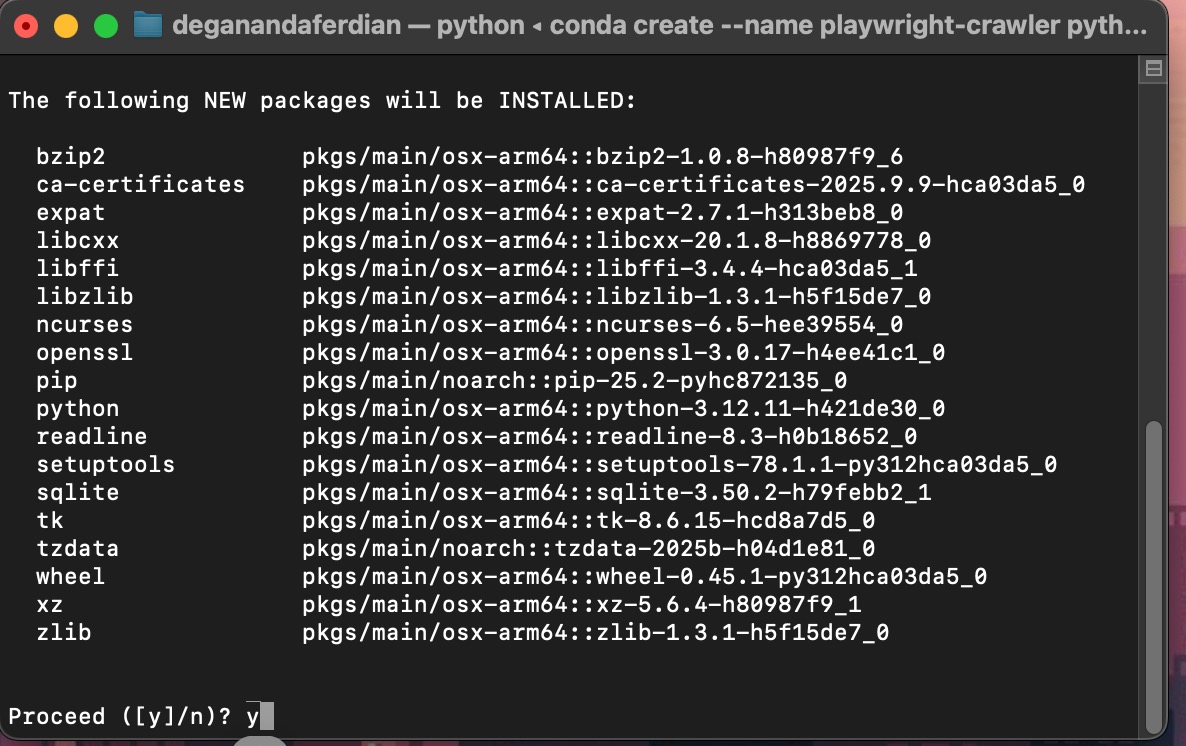 deganandaferdian — python ◂ conda create --name playwright-crawler pyth...
The following NEW packages will be INSTALLED:
bzip2 pkgs/main/osx-arm64::bzip2-1.0.8-h80987f9_6
ca-certificates pkgs/main/osx-arm64::ca-certificates-2025.9.9-hca03da5_0
expat pkgs/main/osx-arm64::expat-2.7.1-h313beb8_0
libcxx pkgs/main/osx-arm64::libcxx-20.1.8-h8869778_0
libffi pkgs/main/osx-arm64::libffi-3.4.4-hca03da5_1
libzlib pkgs/main/osx-arm64::libzlib-1.3.1-h5f15de7_0
ncurses pkgs/main/osx-arm64::ncurses-6.5-hee39554_0
openssl pkgs/main/osx-arm64::openssl-3.0.17-h4ee41c1_0
pip pkgs/main/noarch::pip-25.2-pyhc872135_0
python pkgs/main/osx-arm64::python-3.12.11-h421de30_0
readline pkgs/main/osx-arm64::readline-8.3-h0b18652_0
setuptools pkgs/main/osx-arm64::setuptools-78.1.1-py312hca03da5_0
sqlite pkgs/main/osx-arm64::sqlite-3.50.2-h79febb2_1
tk pkgs/main/osx-arm64::tk-8.6.15-hcd8a7d5_0
tzdata pkgs/main/noarch::tzdata-2025b-h04d1e81_0
wheel pkgs/main/osx-arm64::wheel-0.45.1-py312hca03da5_0
xz pkgs/main/osx-arm64::xz-5.6.4-h80987f9_1
zlib pkgs/main/osx-arm64::zlib-1.3.1-h5f15de7_0
Proceed ([y]/n)? y